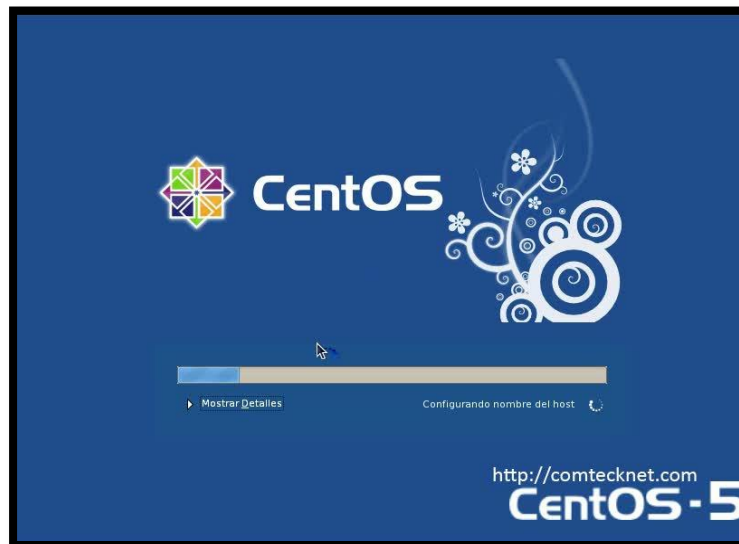 CentOS
Mostrar Detalles
Configurando nombre del host
http://comtecknet.com
CentOS-5